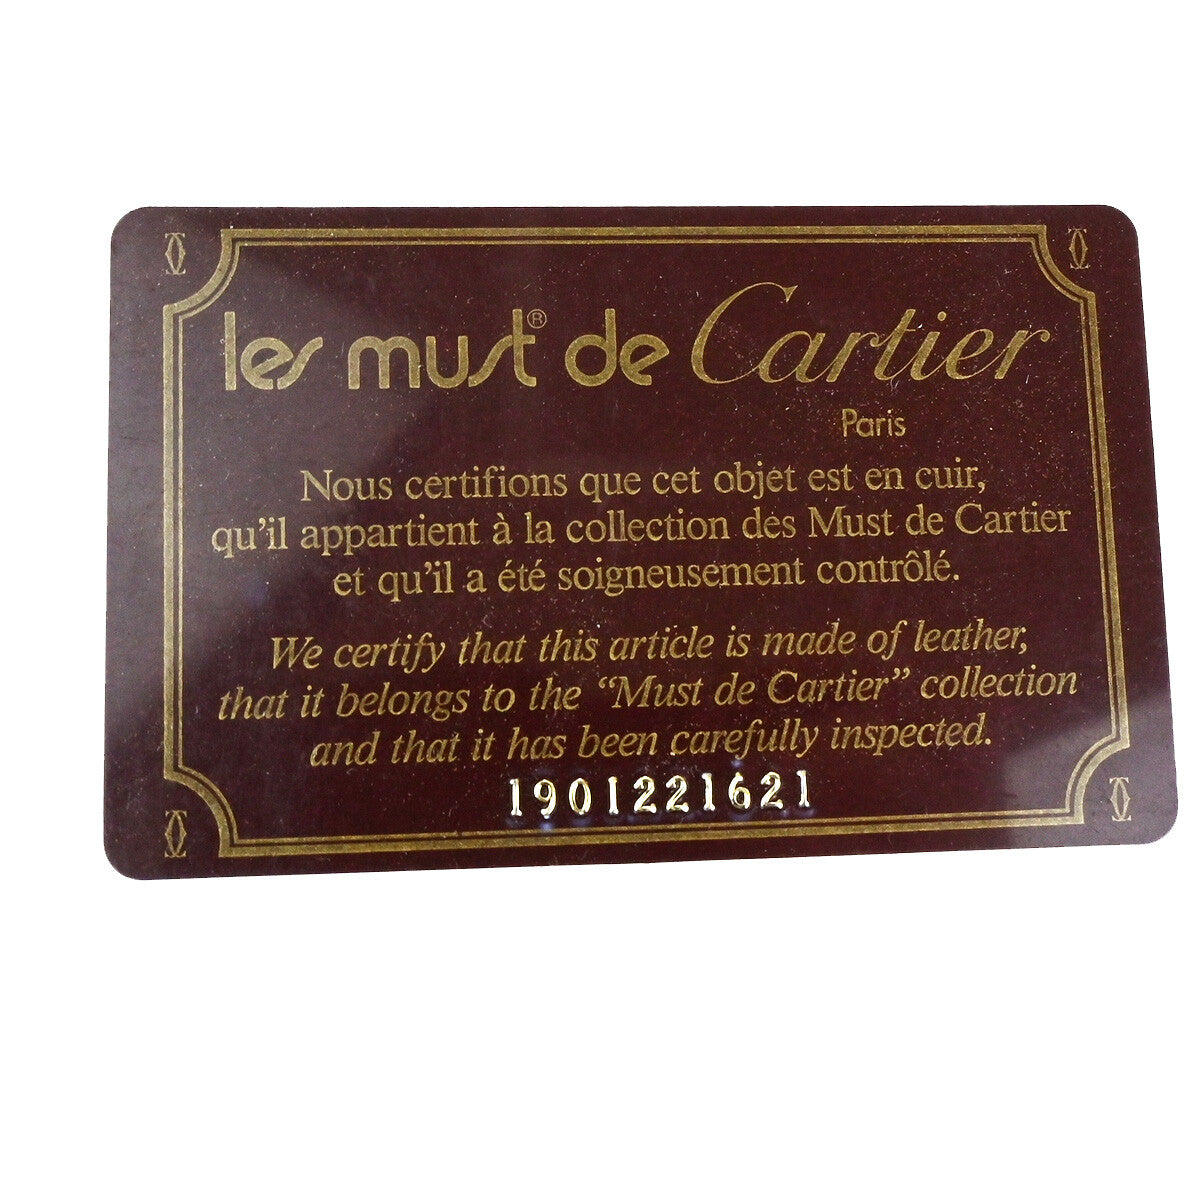 les must® de Cartier
Paris
Nous certifions que cet objet est en cuir,
qu'il appartient à la collection des Must de Cartier
et qu'il a été soigneusement contrôlé.
We certify that this article is made of leather,
that it belongs to the “Must de Cartier” collection
and that it has been carefully inspected.
1901221621